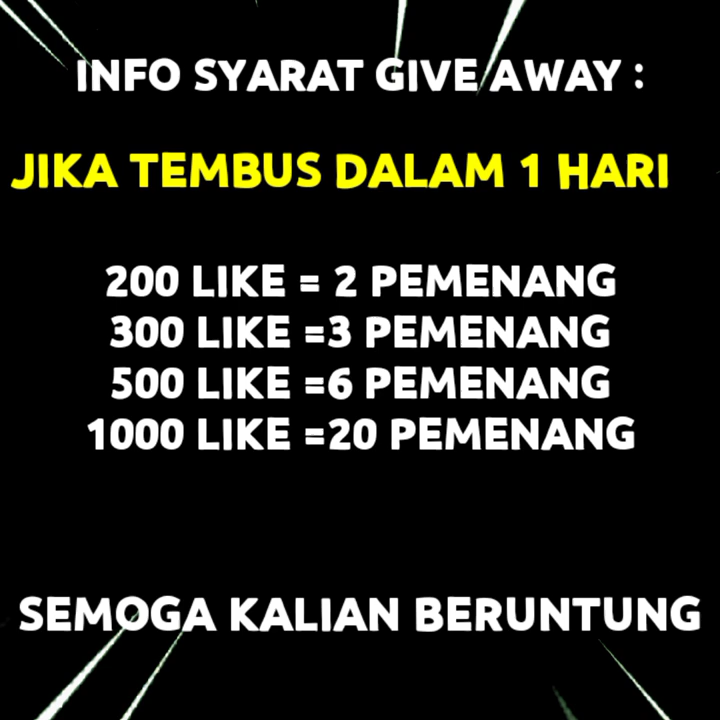 INFO SYARAT GIVE AWAY :
JIKA TEMBUS DALAM 1 HARI
200 LIKE = 2 PEMENANG
300 LIKE =3 PEMENANG
500 LIKE =6 PEMENANG
1000 LIKE =20 PEMENANG
SEMOGA KALIAN BERUNTUNG